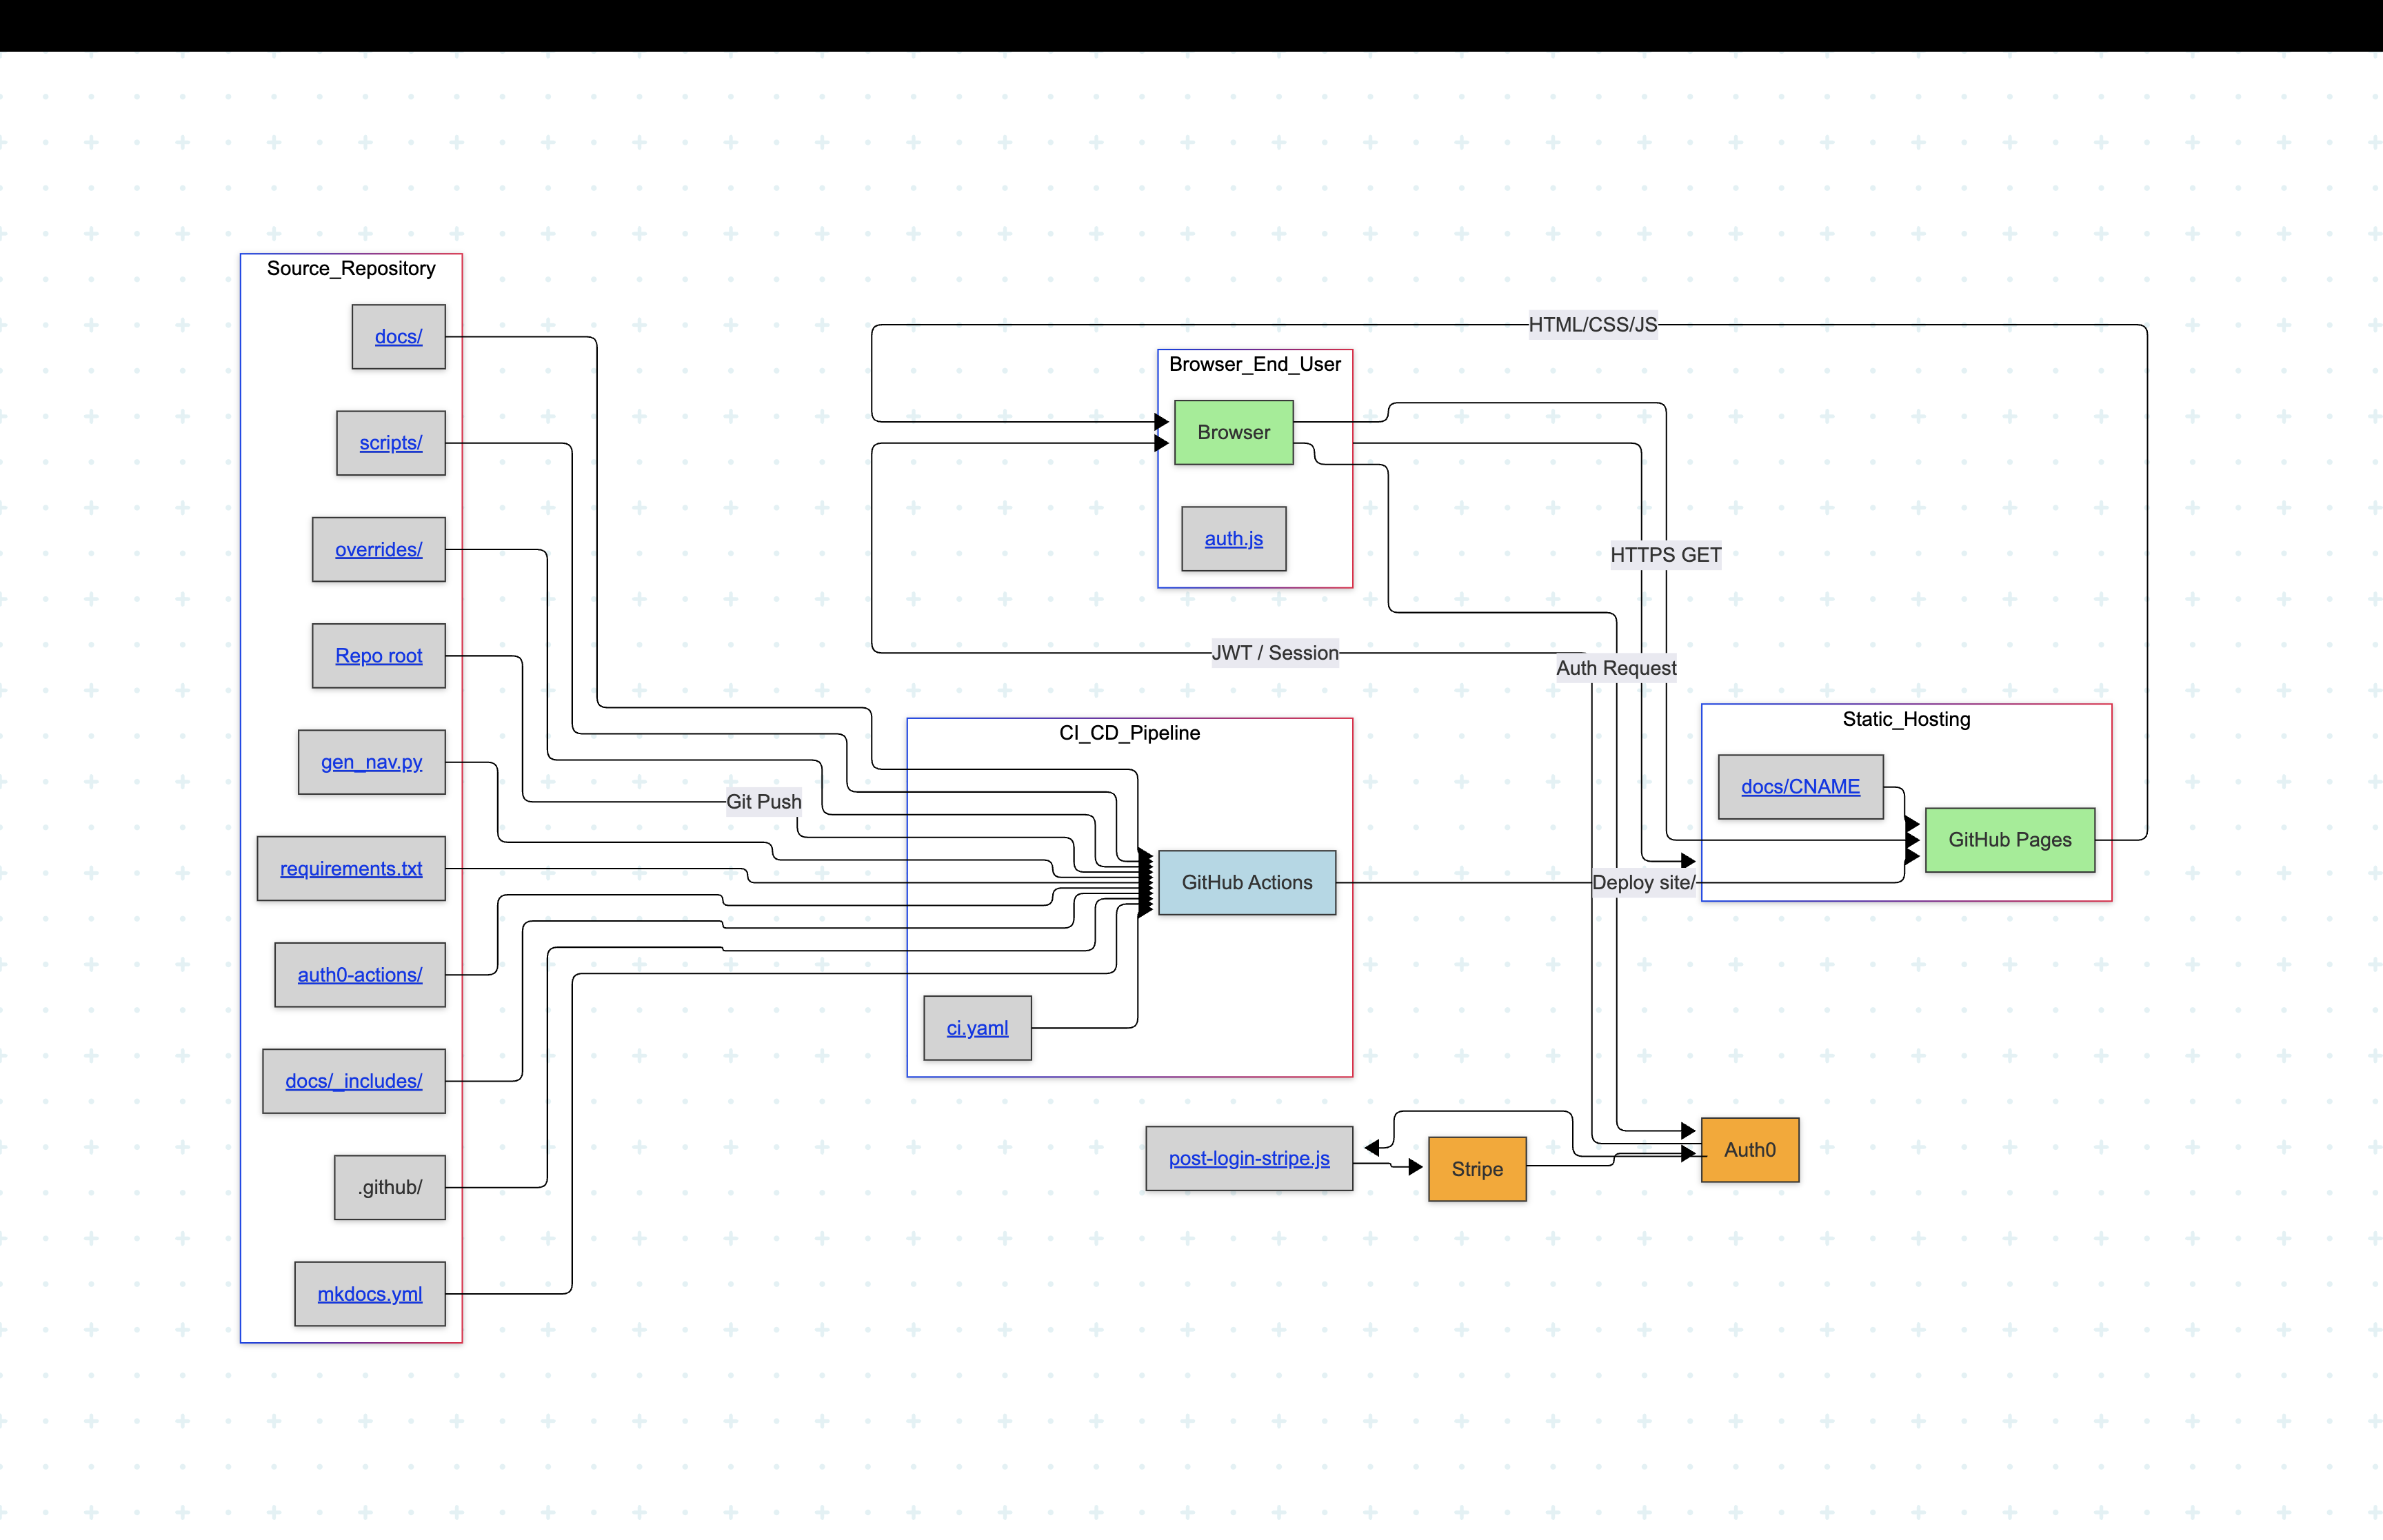 Source_Repository
docs/
scripts/
overrides/
Repo root
gen_nav.py
requirements.txt
auth0-actions/
docs/_includes/
.github/
mkdocs.yml
Git Push
HTML/CSS/JS
Browser_End_User
Browser
auth.js
HTTPS GET
JWT / Session
Auth Request
CI_CD_Pipeline
GitHub Actions
ci.yaml
Static_Hosting
docs/CNAME
GitHub Pages
Deploy site/
post-login-stripe.js
Stripe
Auth0